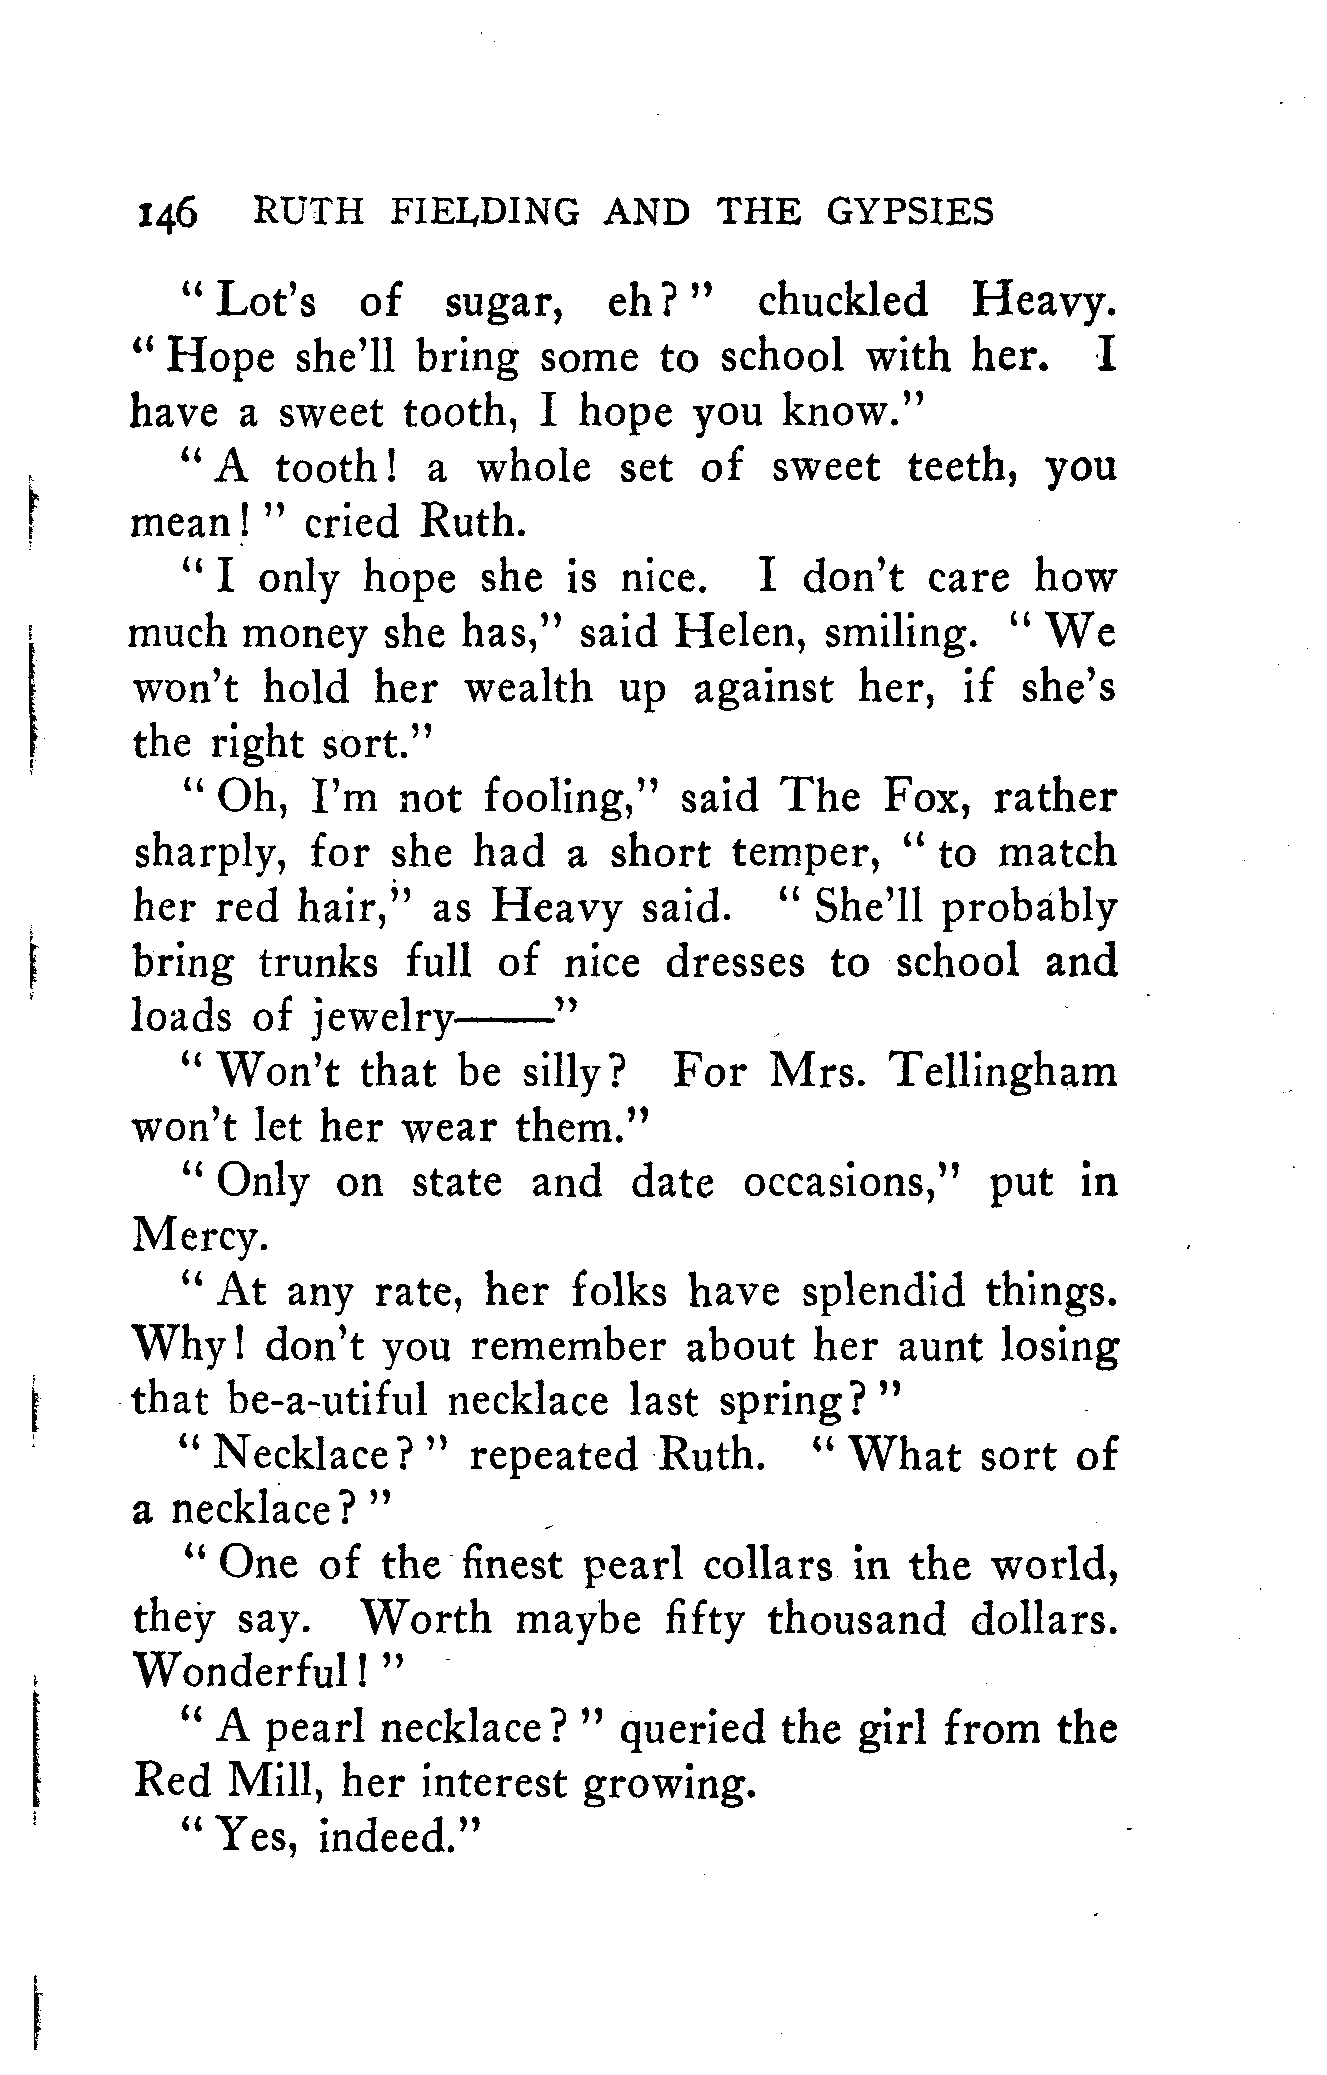 146 RUTH FIELDING AND THE GYPSIES
"Lot's of sugar, eh?" chuckled Heavy.
"Hope she'll bring some to school with her. I
have a sweet tooth, I hope you know."
"A tooth! a whole set of sweet teeth, you
mean!" cried Ruth.
"I only hope she is nice. I don't care how
much money she has," said Helen, smiling. "We
won't hold her wealth up against her, if she's
the right sort."
"Oh, I'm not fooling," said The Fox, rather
sharply, for she had a short temper, "to match
her red hair," as Heavy said. "She'll probably
bring trunks full of nice dresses to school and
loads of jewelry——"
"Won't that be silly? For Mrs. Tellingham
won't let her wear them."
"Only on state and date occasions," put in
Mercy.
"At any rate, her folks have splendid things.
Why! don't you remember about her aunt losing
that be-a-utiful necklace last spring?"
"Necklace?" repeated Ruth. "What sort of
a necklace?"
"One of the finest pearl collars in the world,
they say. Worth maybe fifty thousand dollars.
Wonderful!"
"A pearl necklace?" queried the girl from the
Red Mill, her interest growing.
"Yes, indeed."